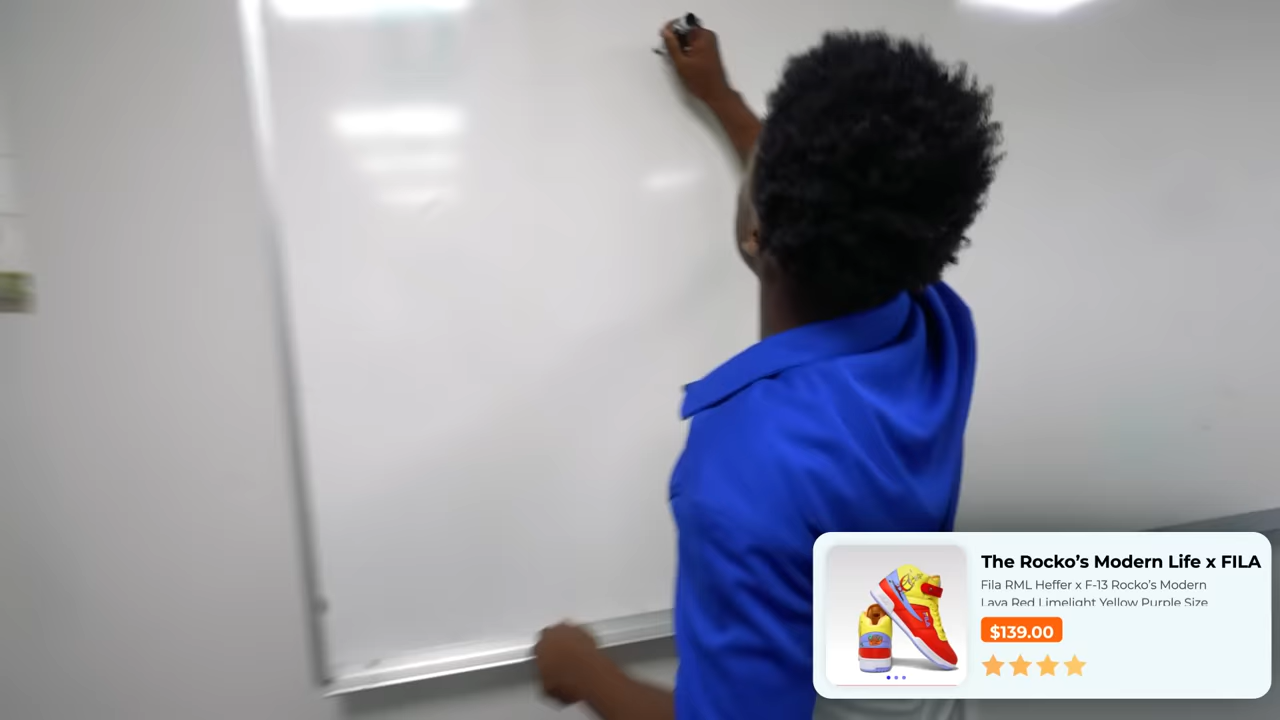 The Rocko’s Modern Life x FILA
Fila RML Heffer x F-13 Rocko’s Modern
Lava Red Limelight Yellow Purple Size
$139.00